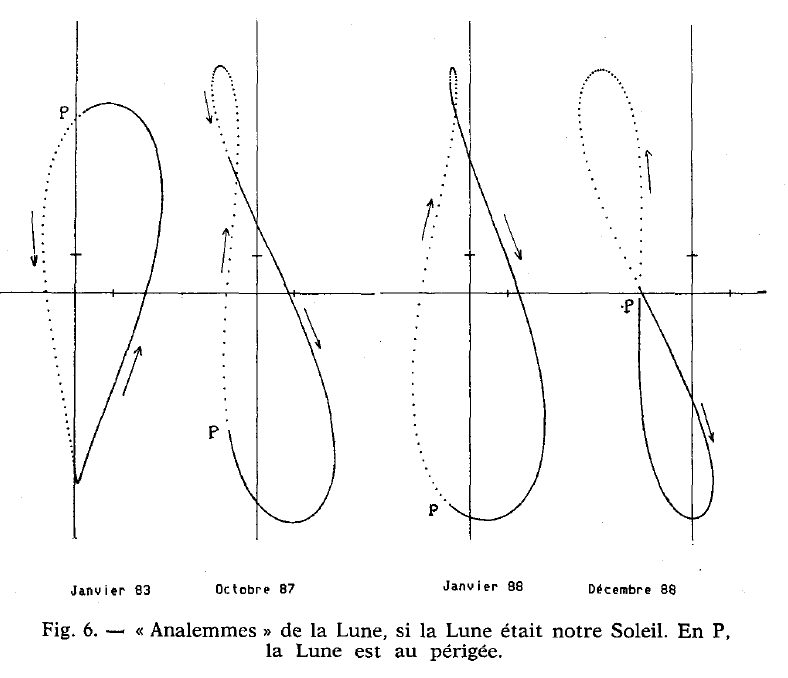 P
P
P
P
Janvier 83
Octobre 87
Janvier 88
Décembre 88
Fig. 6. — « Analemmes » de la Lune, si la Lune était notre Soleil. En P,
la Lune est au périgée.